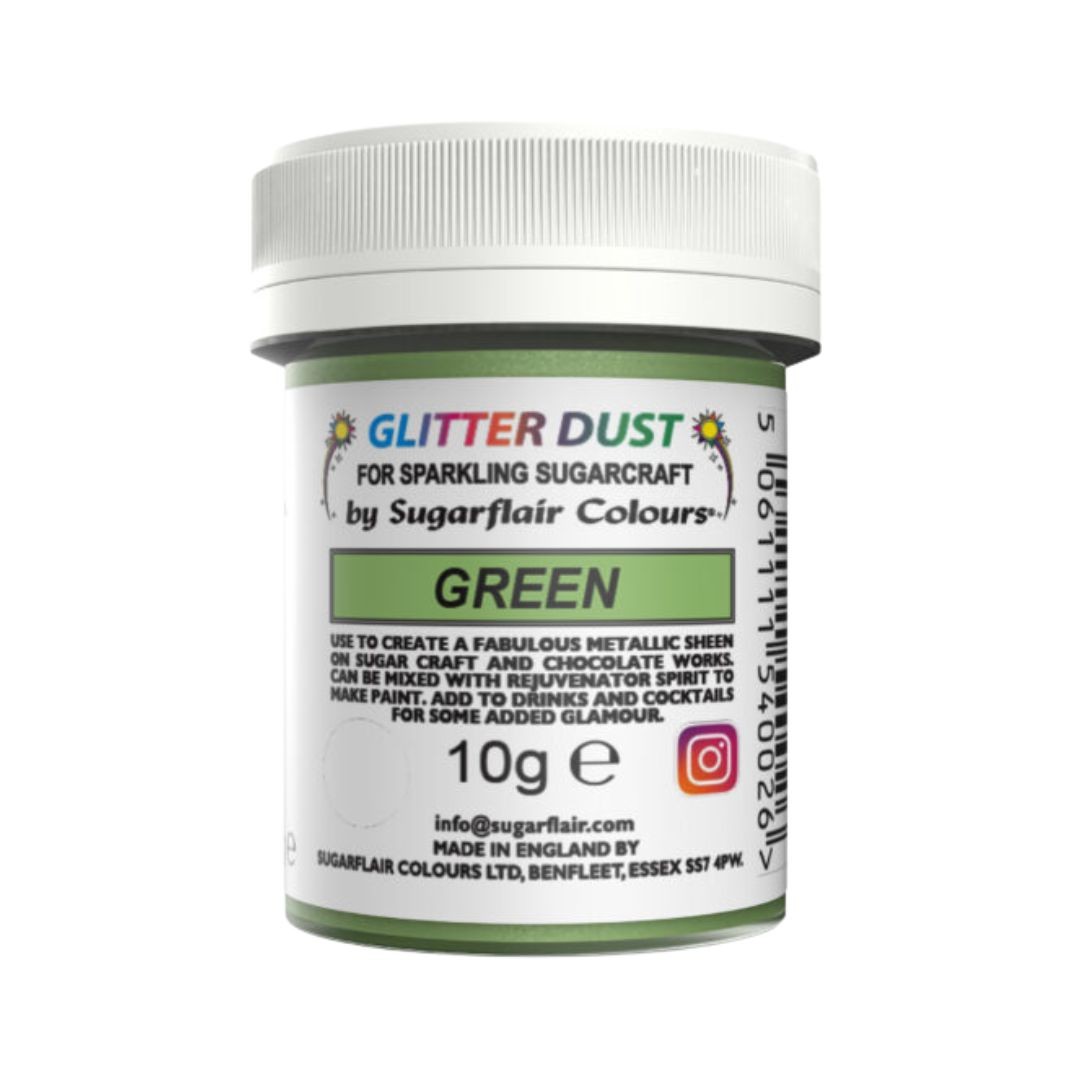 GLITTER DUST
FOR SPARKLING SUGARCRAFT
by Sugarflair Colours®
GREEN
USE TO CREATE A FABULOUS METALLIC SHEEN
ON SUGAR CRAFT AND CHOCOLATE WORKS.
CAN BE MIXED WITH REJUVENATOR SPIRIT TO
MAKE PAINT. ADD TO DRINKS AND COCKTAILS
FOR SOME ADDED GLAMOUR.
10g ℮
info@sugarflair.com
MADE IN ENGLAND BY
SUGARFLAIR COLOURS LTD, BENFLEET, ESSEX SS7 4PW.
5 061111 540026 >